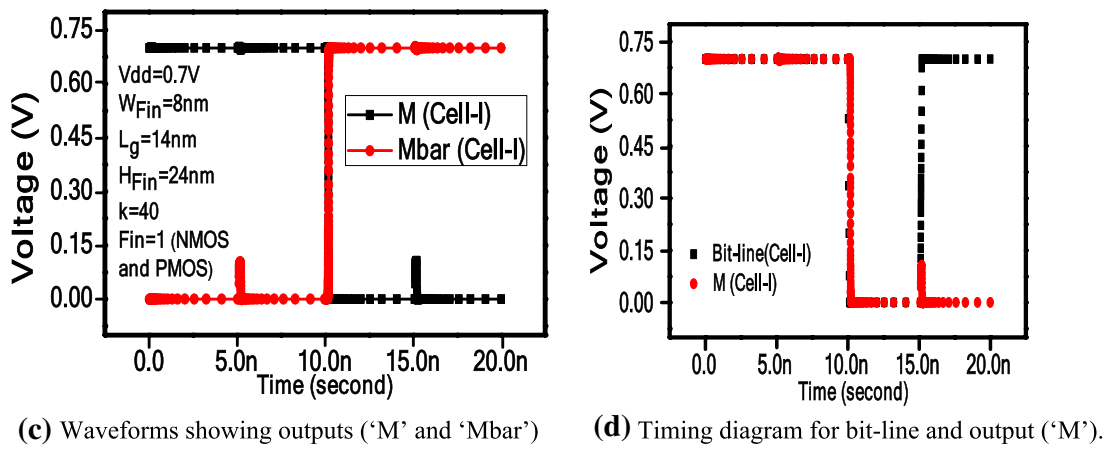 0.75
0.60
0.45
0.30
0.15
0.00
Voltage (V)
Vdd=0.7V
WFin=8nm
Lg=14nm
HFin=24nm
k=40
Fin=1 (NMOS
and PMOS)
M (Cell-I)
Mbar (Cell-I)
0.0 5.0n 10.0n 15.0n 20.0n
Time (second)
(c) Waveforms showing outputs (‘M’ and ‘Mbar’)
0.75
0.60
0.45
0.30
0.15
0.00
Voltage (V)
Bit-line(Cell-I)
M (Cell-I)
0.0 5.0n 10.0n 15.0n 20.0n
Time (second)
(d) Timing diagram for bit-line and output (‘M’).